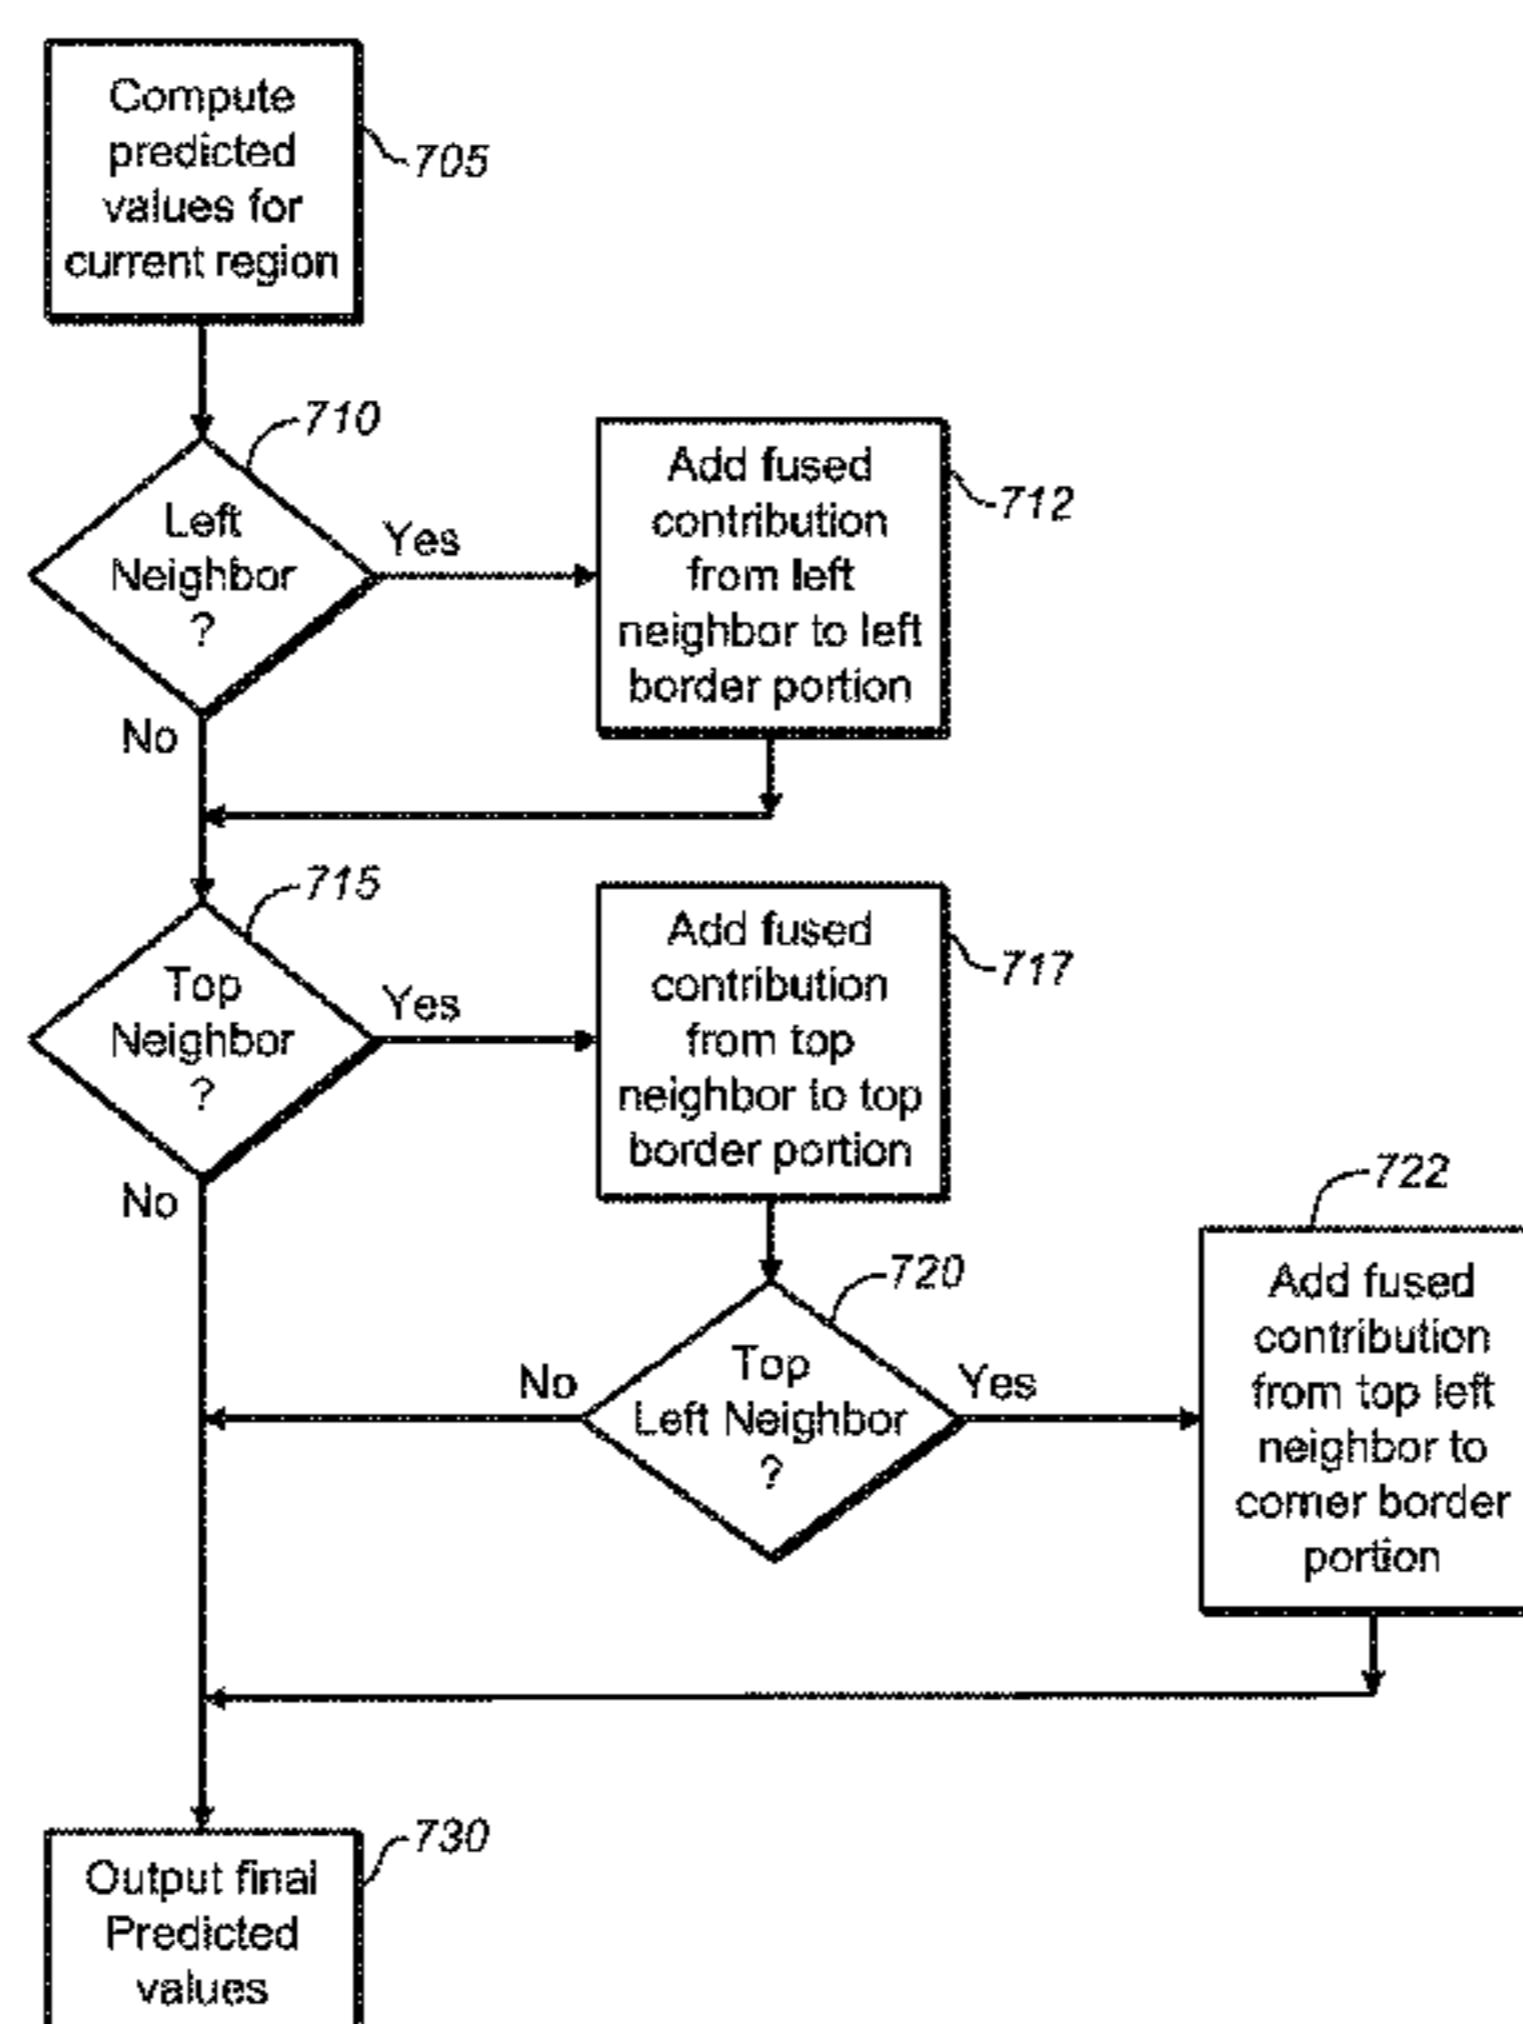 Compute
predicted
values for
current region
705
710
Left
Neighbor
?
Yes
No
Add fused
contribution
from left
neighbor to left
border portion
712
715
Top
Neighbor
?
Yes
No
Add fused
contribution
from top
neighbor to top
border portion
717
720
Top
Left Neighbor
?
No
Yes
722
Add fused
contribution
from top left
neighbor to
corner border
portion
730
Output final
Predicted
values